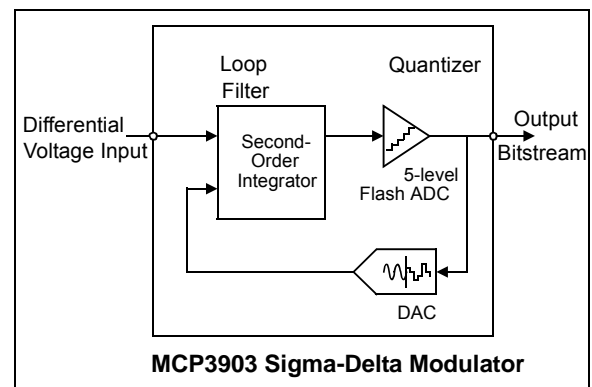 Loop
Filter
Quantizer
Differential
Voltage Input
Second-
Order
Integrator
5-level
Flash ADC
Output
Bitstream
DAC
MCP3903 Sigma-Delta Modulator